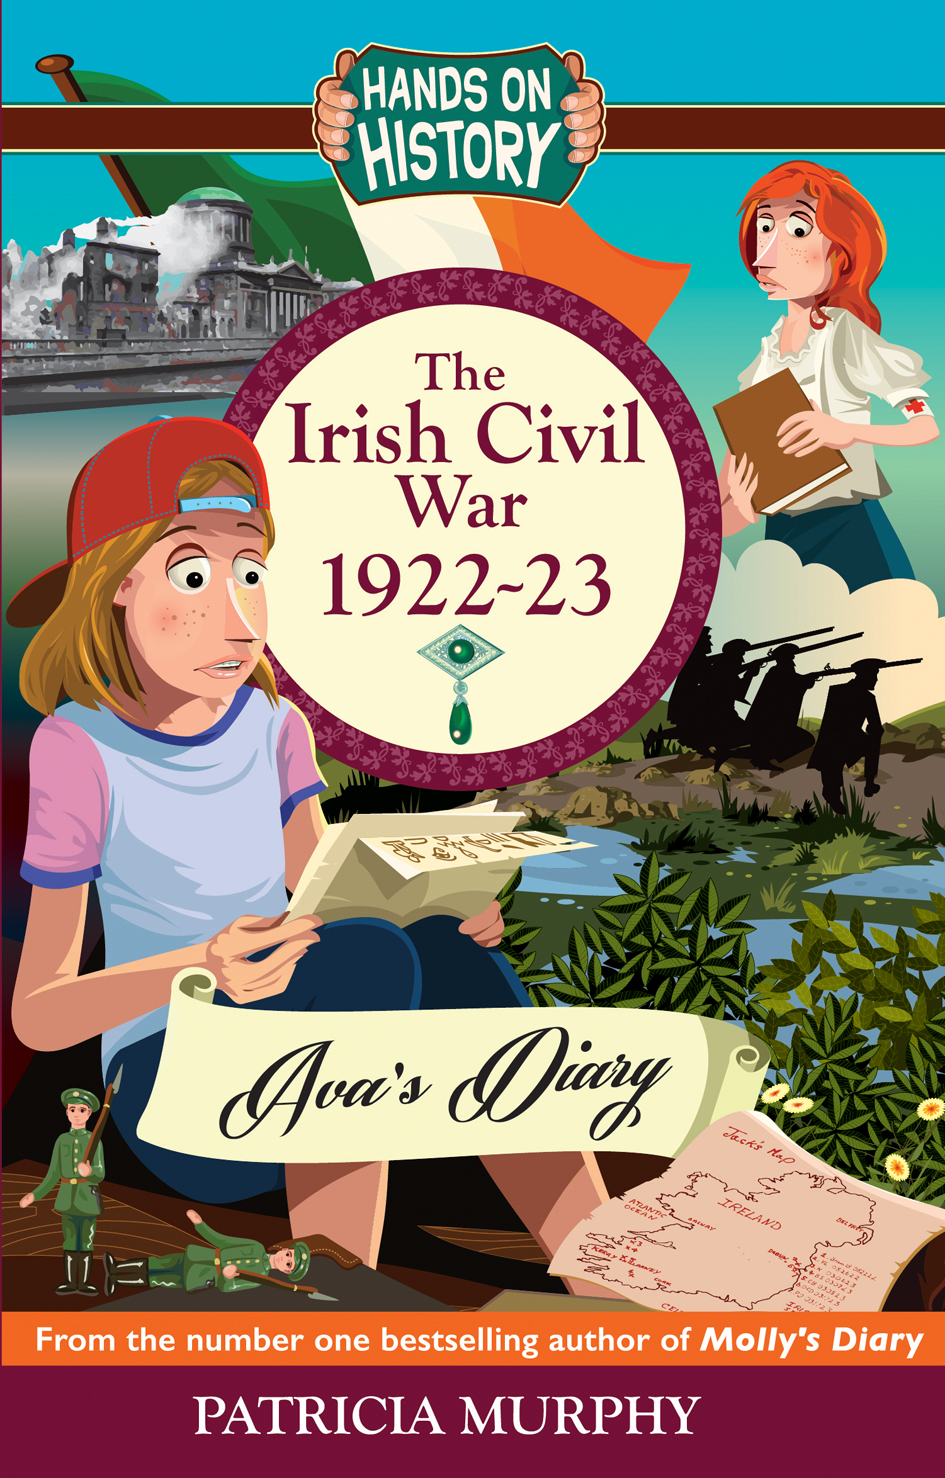 HANDS ON
HISTORY
The
Irish Civil
War
1922-23
Ava's Diary
Jack's Map
IRELAND
ATLANTIC
OCEAN
GALWAY
From the number one bestselling author of Molly's Diary
PATRICIA MURPHY